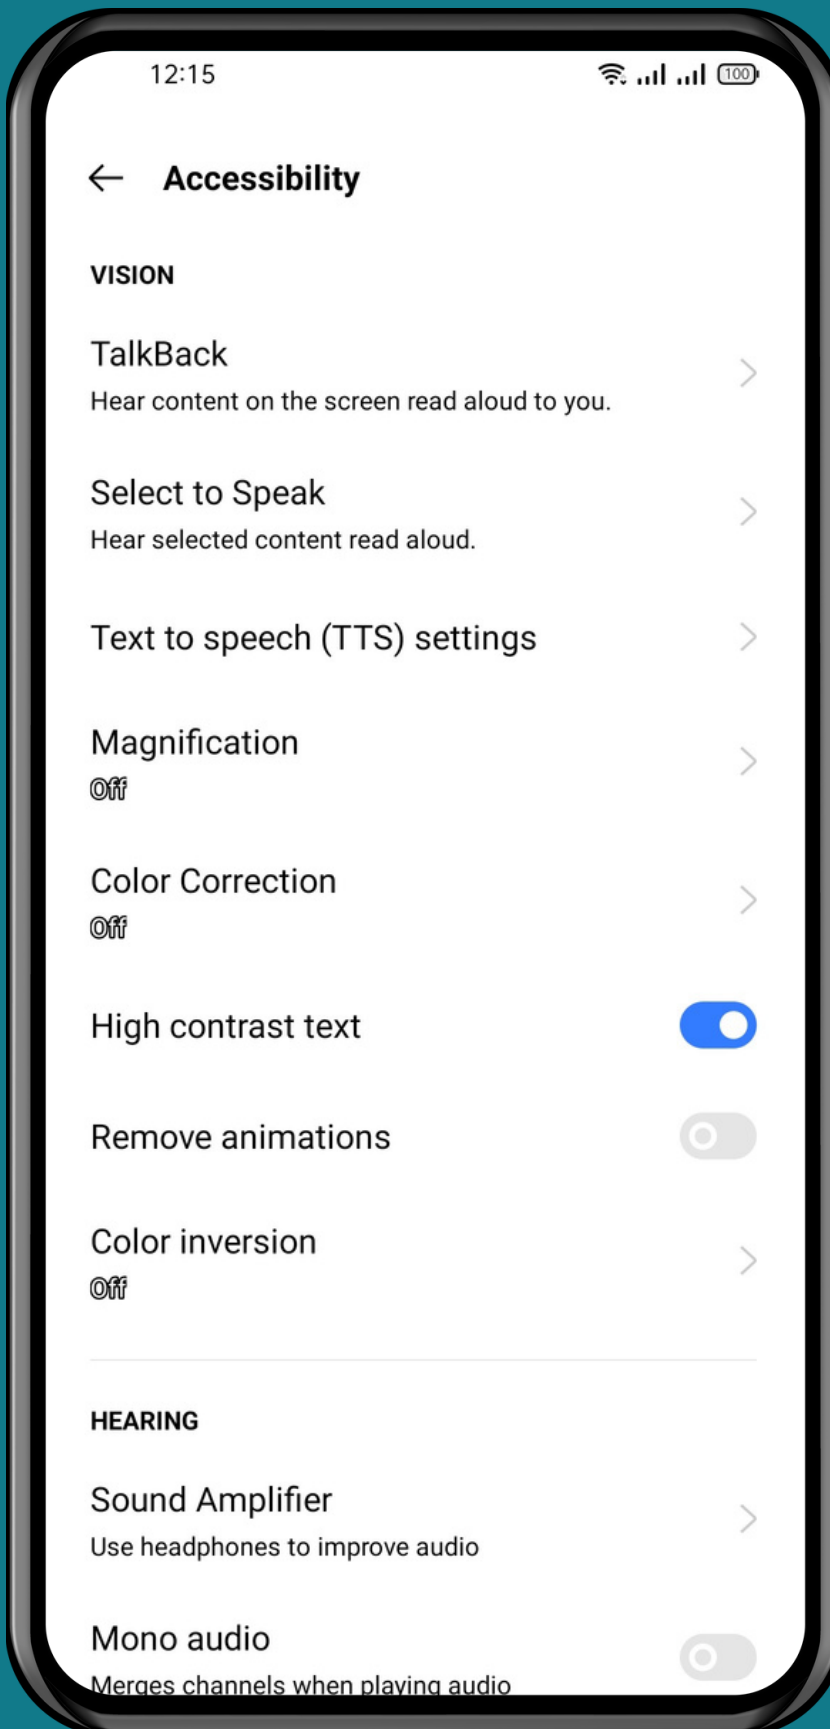 12:15
100
Accessibility
VISION
TalkBack
Hear content on the screen read aloud to you.
Select to Speak
Hear selected content read aloud.
Text to speech (TTS) settings
Magnification
Off
Color Correction
Off
High contrast text
Remove animations
Color inversion
Off
HEARING
Sound Amplifier
Use headphones to improve audio
Mono audio
Merges channels when playing audio